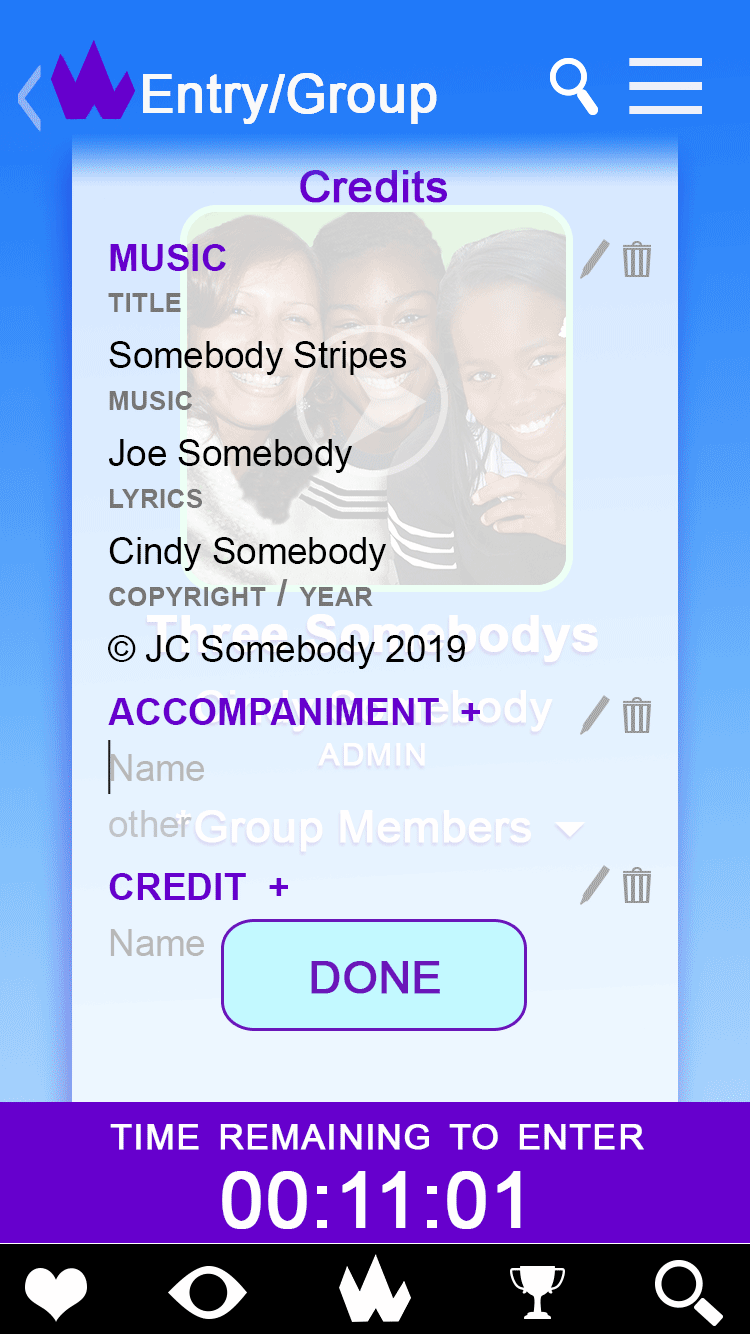 Entry/Group
Credits
MUSIC
TITLE
Somebody Stripes
MUSIC
Joe Somebody
LYRICS
Cindy Somebody
COPYRIGHT / YEAR
Three Somebodys
© JC Somebody 2019
Cindy Somebody
ACCOMPANIMENT +
ADMIN
Name
other
*Group Members
CREDIT +
Name
DONE
TIME REMAINING TO ENTER
00:11:01